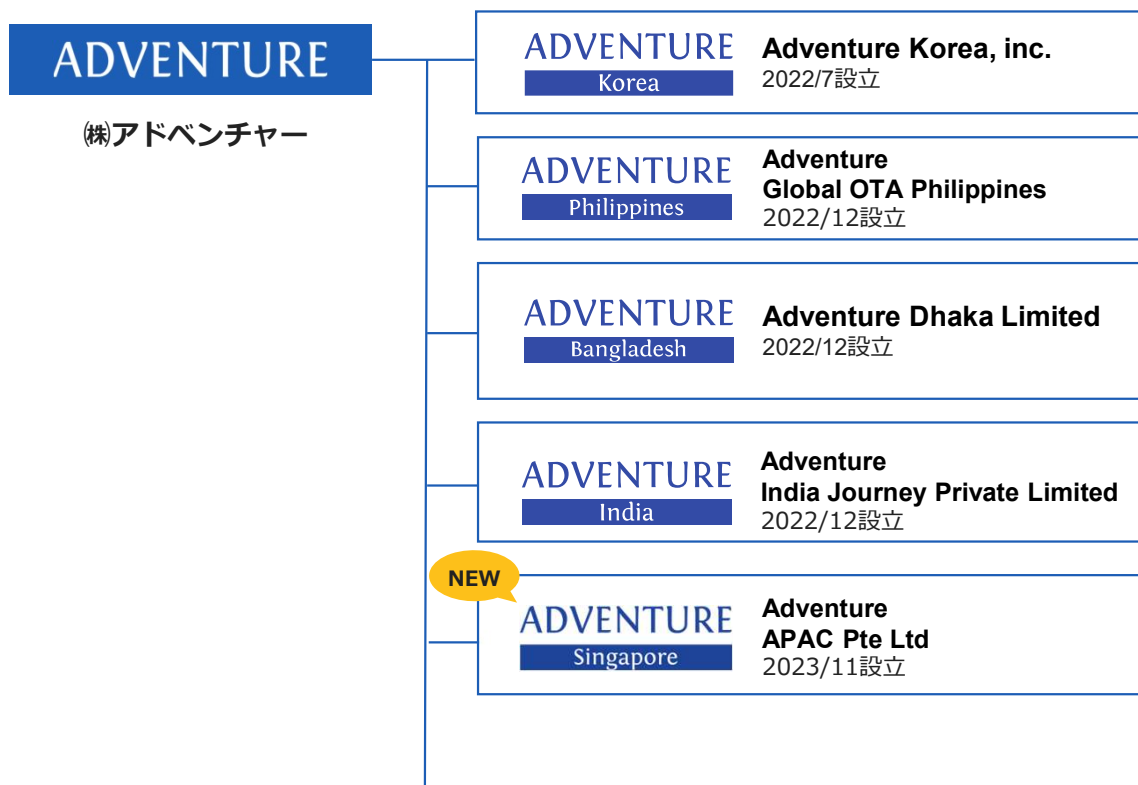 ADVENTURE
㈱アドベンチャー
ADVENTURE
Korea
Adventure Korea, inc.
2022/7設立
ADVENTURE
Philippines
Adventure
Global OTA Philippines
2022/12設立
ADVENTURE
Bangladesh
Adventure Dhaka Limited
2022/12設立
ADVENTURE
India
Adventure
India Journey Private Limited
2022/12設立
NEW
ADVENTURE
Singapore
Adventure
APAC Pte Ltd
2023/11設立